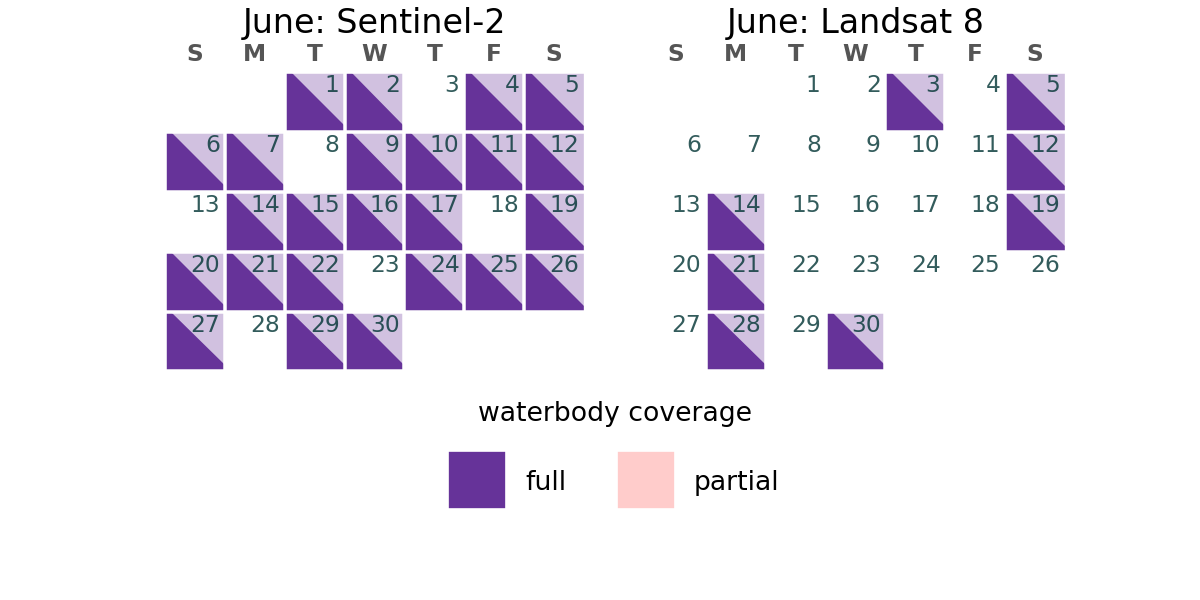 June: Sentinel-2
S M T W T F S
1 2 3 4 5
6 7 8 9 10 11 12
13 14 15 16 17 18 19
20 21 22 23 24 25 26
27 28 29 30
June: Landsat 8
S M T W T F S
1 2 3 4 5
6 7 8 9 10 11 12
13 14 15 16 17 18 19
20 21 22 23 24 25 26
27 28 29 30
waterbody coverage
full partial